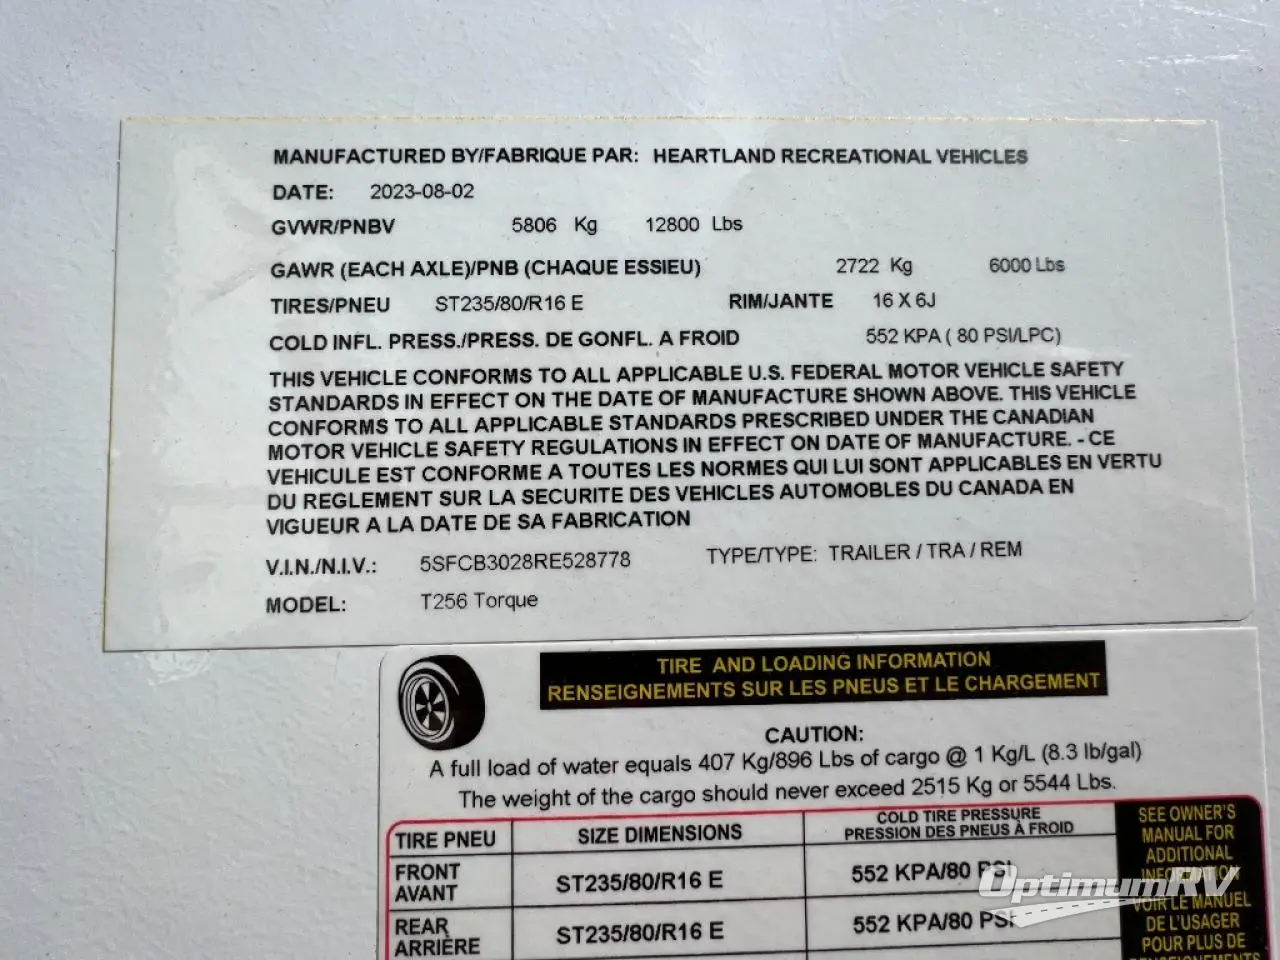 MANUFACTURED BY/FABRIQUE PAR: HEARTLAND RECREATIONAL VEHICLES
DATE: 2023-08-02
GVWR/PNBV 5806 Kg 12800 Lbs
GAWR (EACH AXLE)/PNB (CHAQUE ESSIEU) 2722 Kg 6000 Lbs
TIRES/PNEU ST235/80/R16 E RIM/JANTE 16 X 6J
COLD INFL. PRESS./PRESS. DE GONFL. A FROID 552 KPA ( 80 PSI/LPC)
THIS VEHICLE CONFORMS TO ALL APPLICABLE U.S. FEDERAL MOTOR VEHICLE SAFETY
STANDARDS IN EFFECT ON THE DATE OF MANUFACTURE SHOWN ABOVE. THIS VEHICLE
CONFORMS TO ALL APPLICABLE STANDARDS PRESCRIBED UNDER THE CANADIAN
MOTOR VEHICLE SAFETY REGULATIONS IN EFFECT ON DATE OF MANUFACTURE. - CE
VEHICULE EST CONFORME A TOUTES LES NORMES QUI LUI SONT APPLICABLES EN VERTU
DU REGLEMENT SUR LA SECURITE DES VEHICLES AUTOMOBLES DU CANADA EN
VIGUEUR A LA DATE DE SA FABRICATION
V.I.N./N.I.V.: 5SFCB3028RE528778 TYPE/TYPE: TRAILER / TRA / REM
MODEL: T256 Torque
TIRE AND LOADING INFORMATION
RENSEIGNEMENTS SUR LES PNEUS ET LE CHARGEMENT
CAUTION:
A full load of water equals 407 Kg/896 Lbs of cargo @ 1 Kg/L (8.3 lb/gal)
The weight of the cargo should never exceed 2515 Kg or 5544 Lbs.
TIRE PNEU SIZE DIMENSIONS COLD TIRE PRESSURE
PRESSION DES PNEUS À FROID
FRONT
AVANT ST235/80/R16 E 552 KPA/80 PSI
REAR
ARRIÈRE ST235/80/R16 E 552 KPA/80 PSI
SEE OWNER'S
MANUAL FOR
ADDITIONAL
INFORMATION
VOIR LE MANUEL
DE L'USAGER
POUR PLUS DE
RENSEIGNEMENTS
OptimumRV